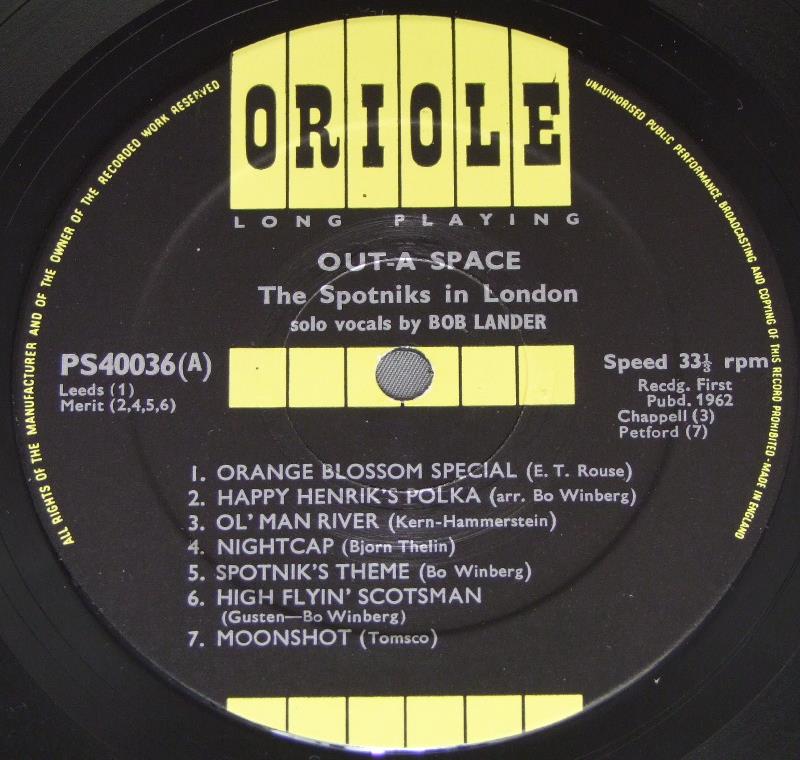 ORIOLE
LONG PLAYING
ALL RIGHTS OF THE MANUFACTURER AND OF THE OWNER OF THE RECORDED WORK RESERVED
UNAUTHORISED PUBLIC PERFORMANCE, BROADCASTING AND COPYING OF THIS RECORD PROHIBITED-MADE IN ENGLAND
OUT-A SPACE
The Spotniks in London
solo vocals by BOB LANDER
PS40036(A)
Leeds (1)
Merit (2,4,5,6)
Speed 33⅓ rpm
Recdg. First
Pubd. 1962
Chappell (3)
Petford (7)
1. ORANGE BLOSSOM SPECIAL (E. T. Rouse)
2. HAPPY HENRIK'S POLKA (arr. Bo Winberg)
3. OL' MAN RIVER (Kern-Hammerstein)
4. NIGHTCAP (Bjorn Thelin)
5. SPOTNIK'S THEME (Bo Winberg)
6. HIGH FLYIN' SCOTSMAN
(Gusten—Bo Winberg)
7. MOONSHOT (Tomsco)